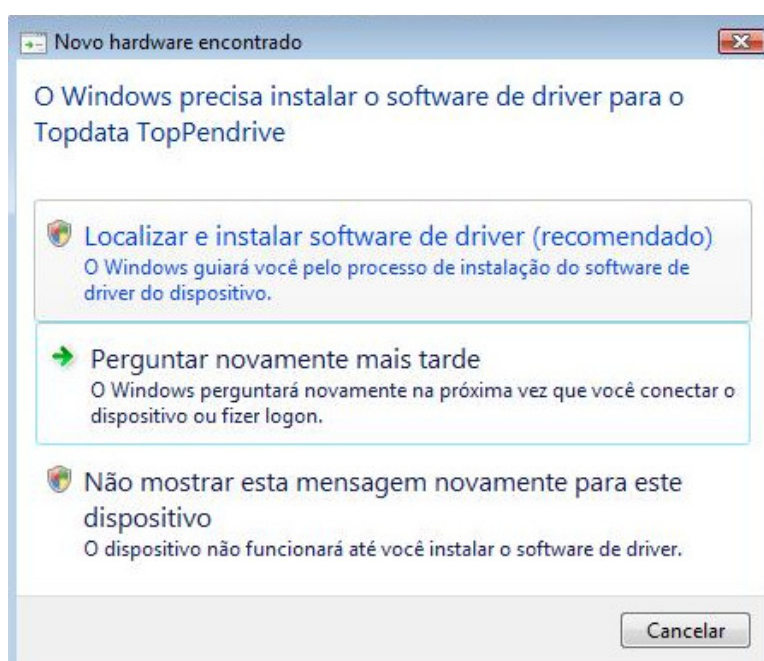 Novo hardware encontrado
O Windows precisa instalar o software de driver para o
Topdata TopPendrive
Localizar e instalar software de driver (recomendado)
O Windows guiará você pelo processo de instalação do software de
driver do dispositivo.
Perguntar novamente mais tarde
O Windows perguntará novamente na próxima vez que você conectar o
dispositivo ou fizer logon.
Não mostrar esta mensagem novamente para este
dispositivo
O dispositivo não funcionará até você instalar o software de driver.
Cancelar